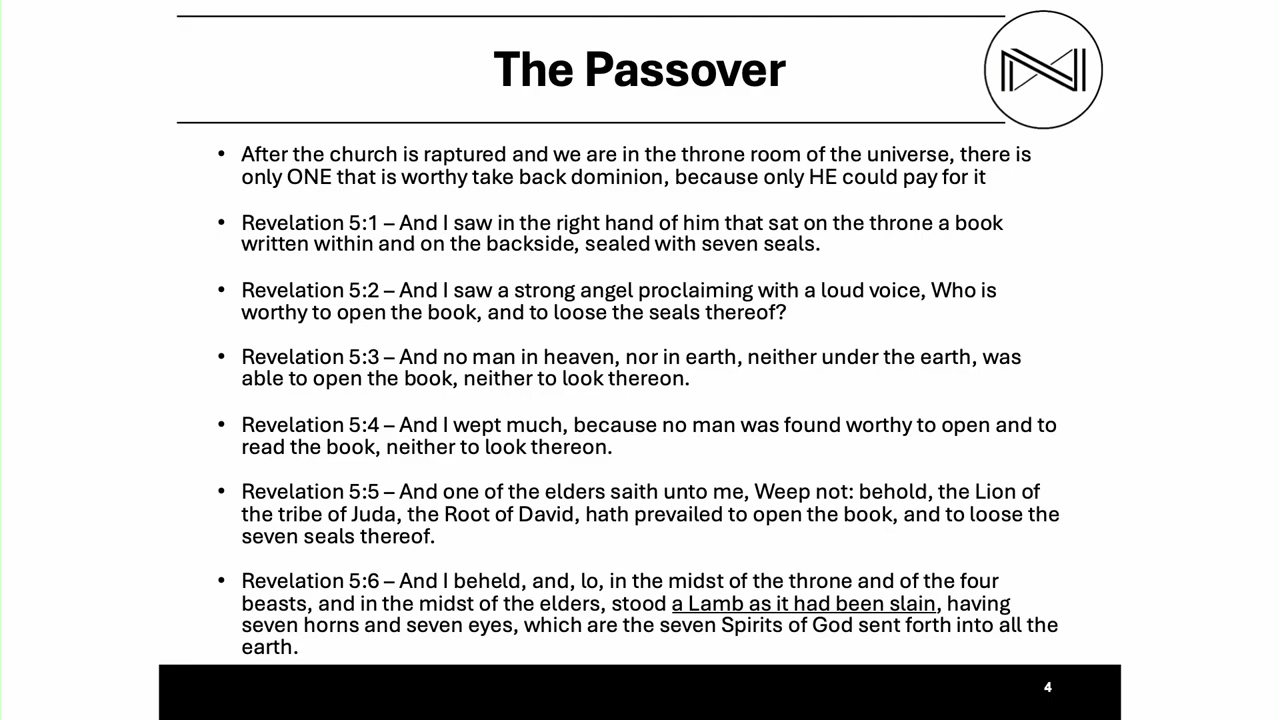 The Passover
• After the church is raptured and we are in the throne room of the universe, there is
only ONE that is worthy take back dominion, because only HE could pay for it
• Revelation 5:1 – And I saw in the right hand of him that sat on the throne a book
written within and on the backside, sealed with seven seals.
• Revelation 5:2 – And I saw a strong angel proclaiming with a loud voice, Who is
worthy to open the book, and to loose the seals thereof?
• Revelation 5:3 – And no man in heaven, nor in earth, neither under the earth, was
able to open the book, neither to look thereon.
• Revelation 5:4 – And I wept much, because no man was found worthy to open and to
read the book, neither to look thereon.
• Revelation 5:5 – And one of the elders saith unto me, Weep not: behold, the Lion of
the tribe of Juda, the Root of David, hath prevailed to open the book, and to loose the
seven seals thereof.
• Revelation 5:6 – And I beheld, and, lo, in the midst of the throne and of the four
beasts, and in the midst of the elders, stood a Lamb as it had been slain, having
seven horns and seven eyes, which are the seven Spirits of God sent forth into all the
earth.
4